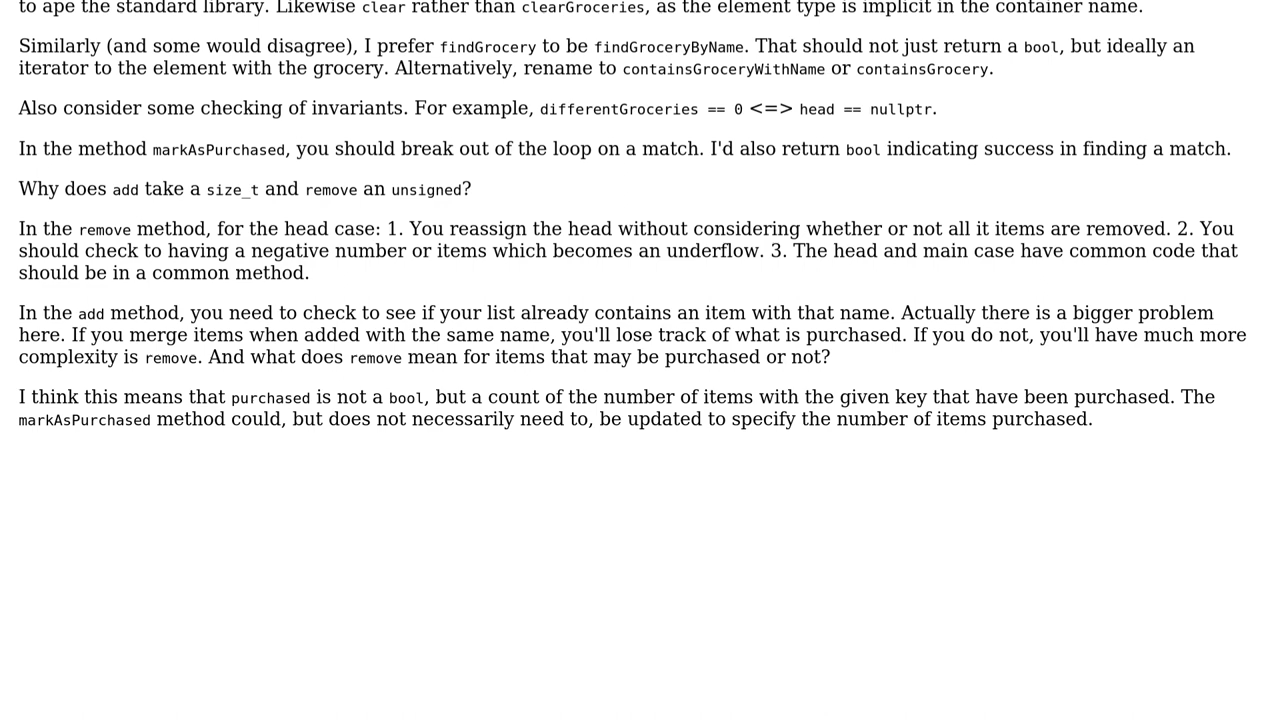 to ape the standard library. Likewise clear rather than clearGroceries, as the element type is implicit in the container name.
Similarly (and some would disagree), I prefer findGrocery to be findGroceryByName. That should not just return a bool, but ideally an
iterator to the element with the grocery. Alternatively, rename to containsGroceryWithName or containsGrocery.
Also consider some checking of invariants. For example, differentGroceries == 0 <=> head == nullptr.
In the method markAsPurchased, you should break out of the loop on a match. I'd also return bool indicating success in finding a match.
Why does add take a size_t and remove an unsigned?
In the remove method, for the head case: 1. You reassign the head without considering whether or not all it items are removed. 2. You
should check to having a negative number or items which becomes an underflow. 3. The head and main case have common code that
should be in a common method.
In the add method, you need to check to see if your list already contains an item with that name. Actually there is a bigger problem
here. If you merge items when added with the same name, you'll lose track of what is purchased. If you do not, you'll have much more
complexity is remove. And what does remove mean for items that may be purchased or not?
I think this means that purchased is not a bool, but a count of the number of items with the given key that have been purchased. The
markAsPurchased method could, but does not necessarily need to, be updated to specify the number of items purchased.